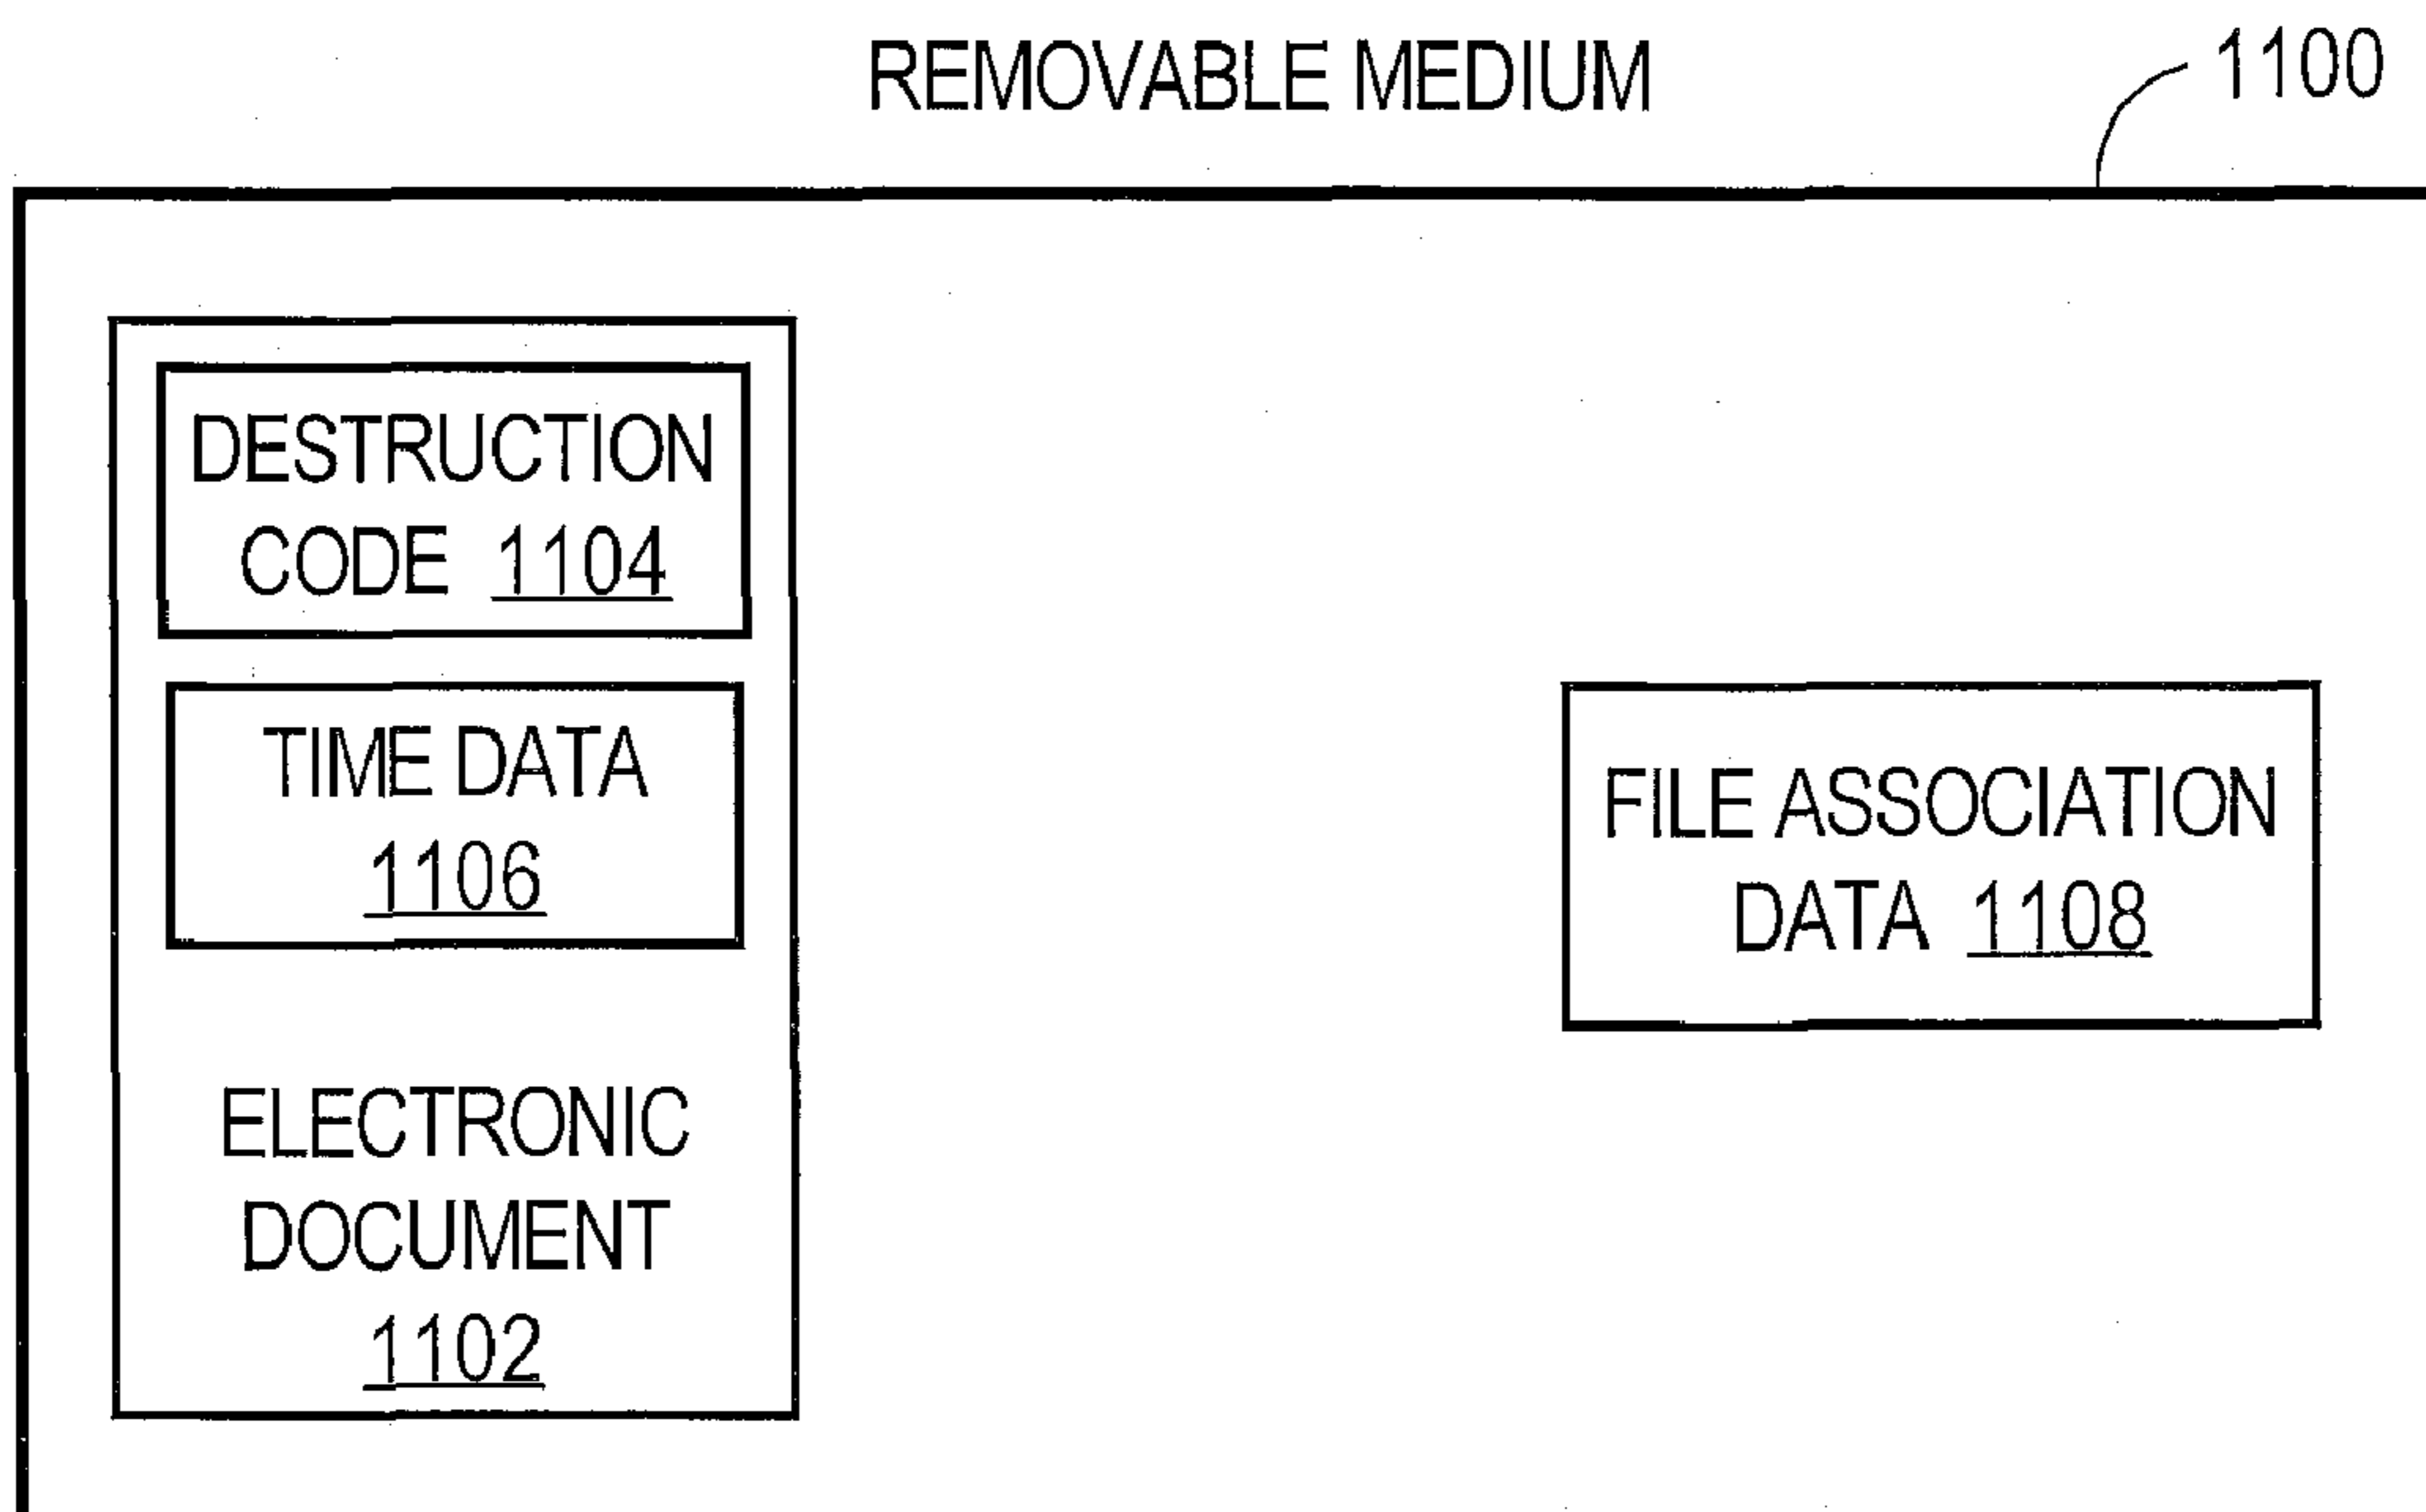 REMOVABLE MEDIUM
1100
DESTRUCTION
CODE 1104
TIME DATA
1106
ELECTRONIC
DOCUMENT
1102
FILE ASSOCIATION
DATA 1108